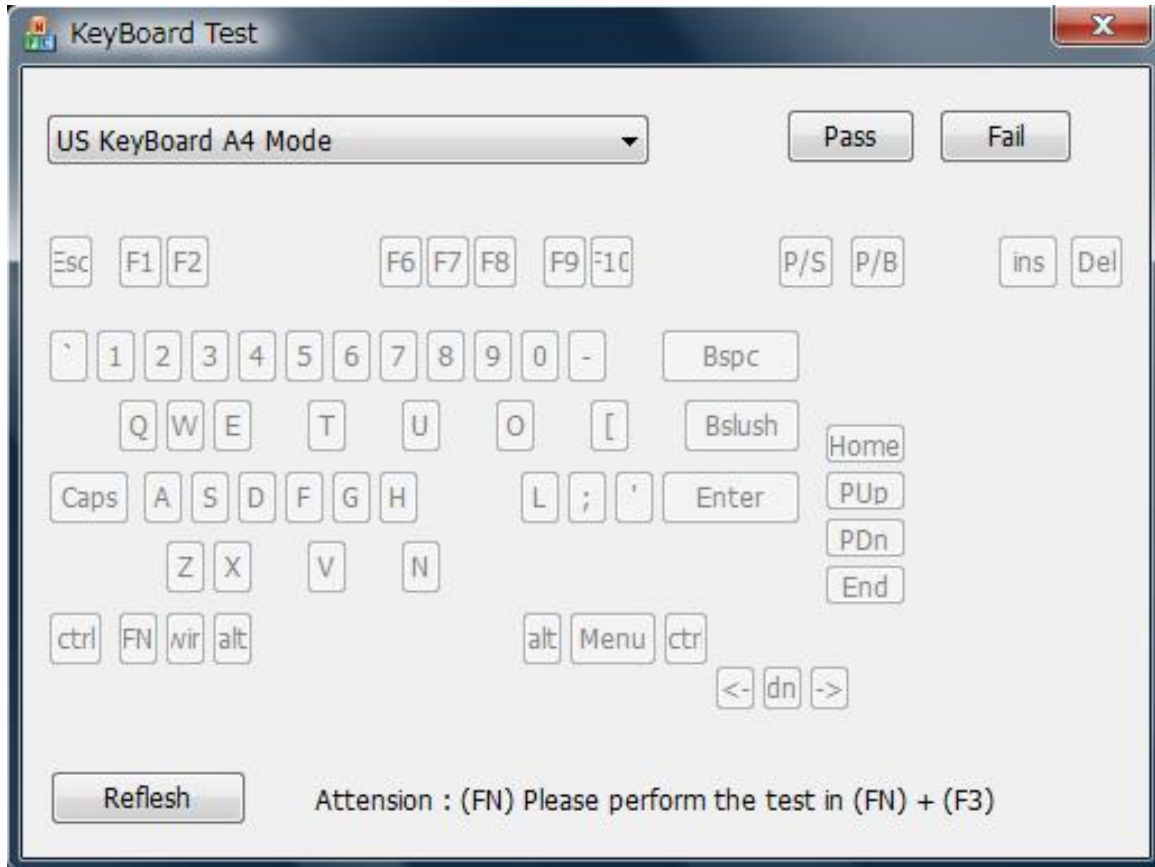 KeyBoard Test
US KeyBoard A4 Mode Pass Fail
Esc F1 F2 F6 F7 F8 F9 F10 P/S P/B ins Del
` 1 2 3 4 5 6 7 8 9 0 - Bspc
Q W E T U O [ Bslush
Home
Caps A S D F G H L ; ' Enter PUp
PDn
Z X V N End
ctrl FN wir alt alt Menu ctr
<- dn ->
Reflesh Attension : (FN) Please perform the test in (FN) + (F3)